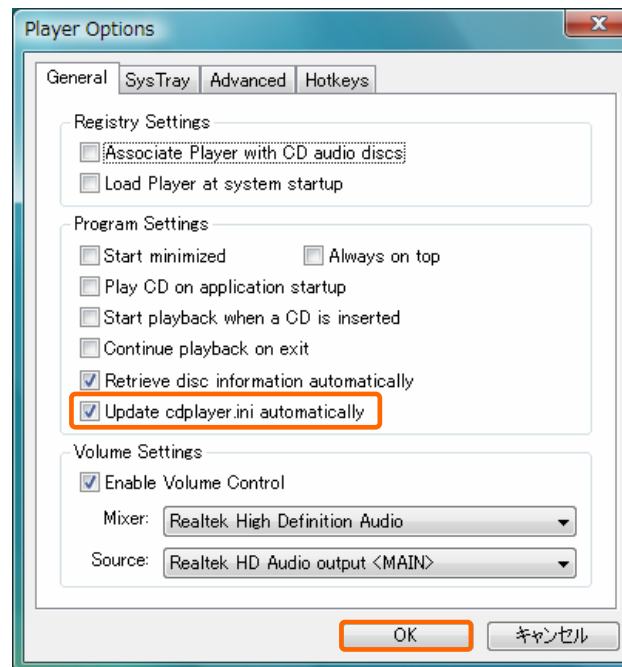 Player Options
General SysTray Advanced Hotkeys
Registry Settings
Associate Player with CD audio discs
Load Player at system startup
Program Settings
Start minimized Always on top
Play CD on application startup
Start playback when a CD is inserted
Continue playback on exit
Retrieve disc information automatically
Update cdplayer.ini automatically
Volume Settings
Enable Volume Control
Mixer: Realtek High Definition Audio
Source: Realtek HD Audio output <MAIN>
OK キャンセル